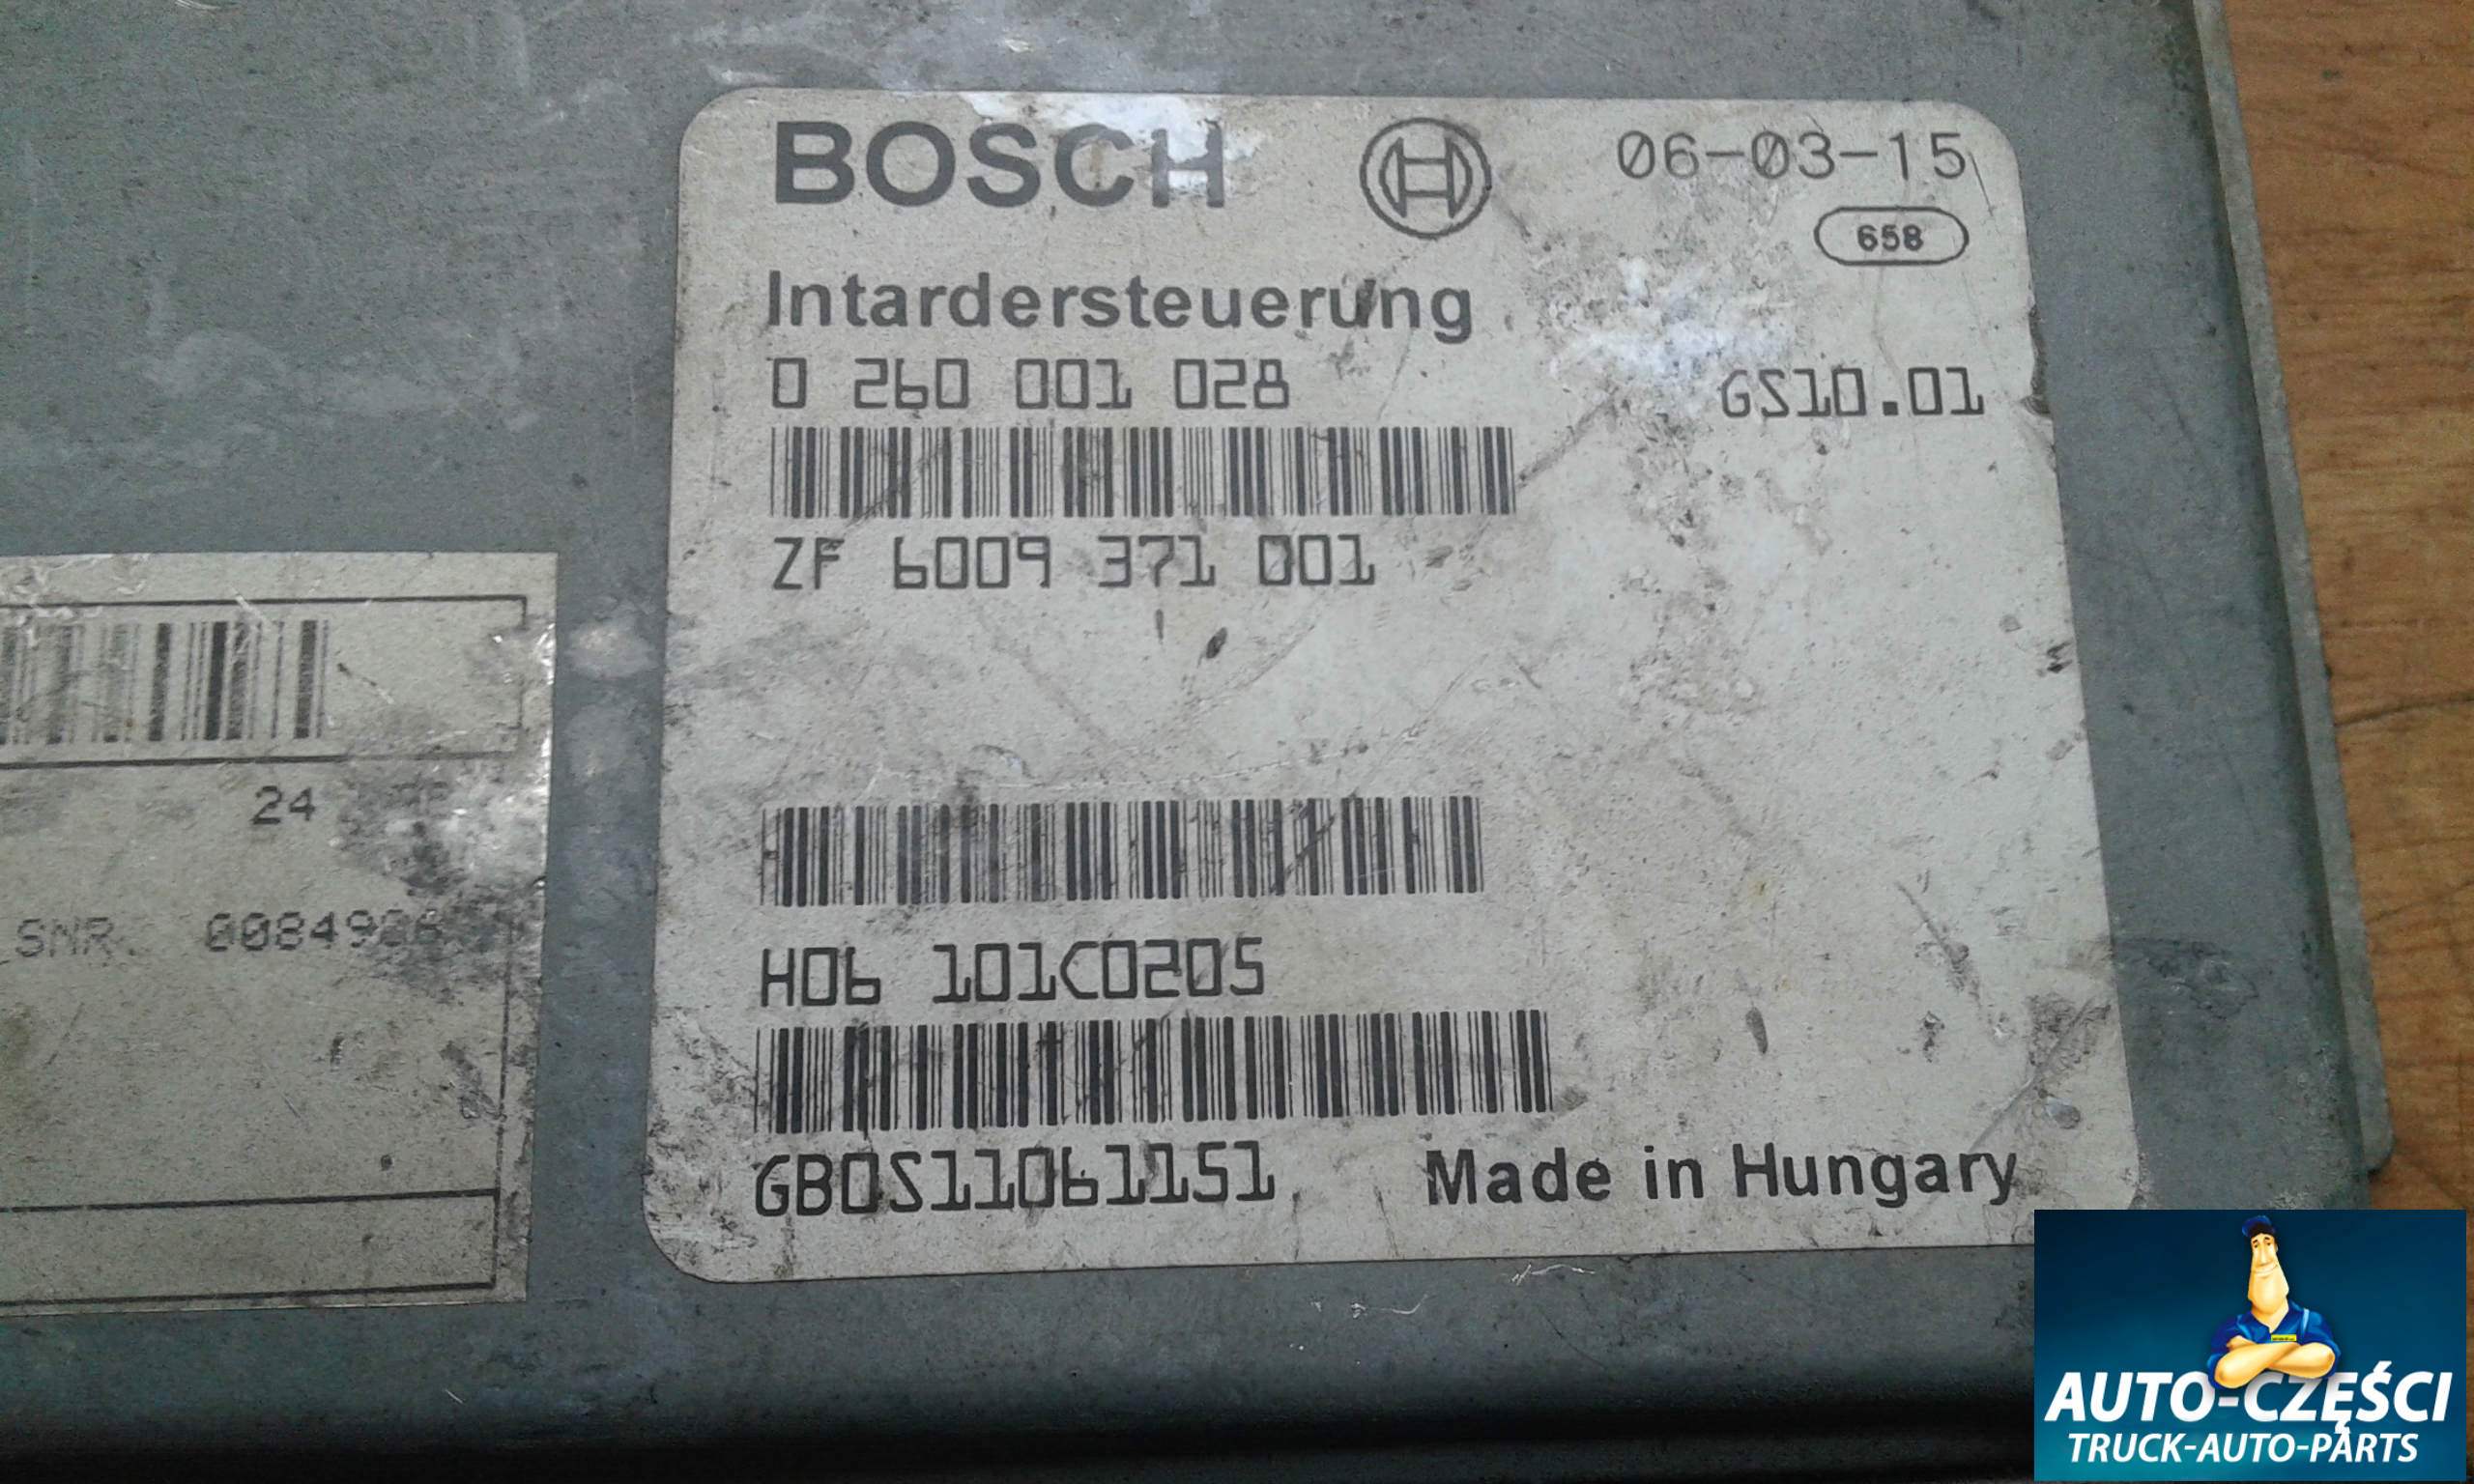 BOSCH 06-03-15
658
Intardersteuerung
0 260 001 028 GS10.01
ZF 6009 371 001
H06 101C0205
GB0S11061151 Made in Hungary
24
SNR.
AUTO-CZĘŚCI
TRUCK-AUTO-PARTS